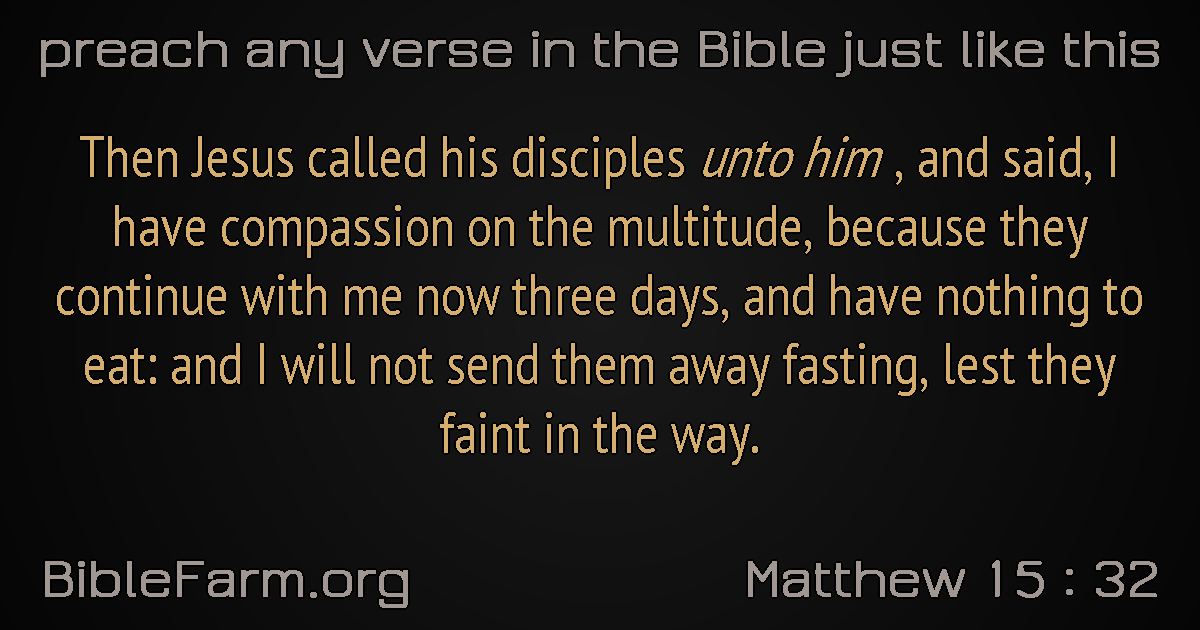 preach any verse in the Bible just like this
Then Jesus called his disciples unto him , and said, I
have compassion on the multitude, because they
continue with me now three days, and have nothing to
eat: and I will not send them away fasting, lest they
faint in the way.
BibleFarm.org
Matthew 15 : 32